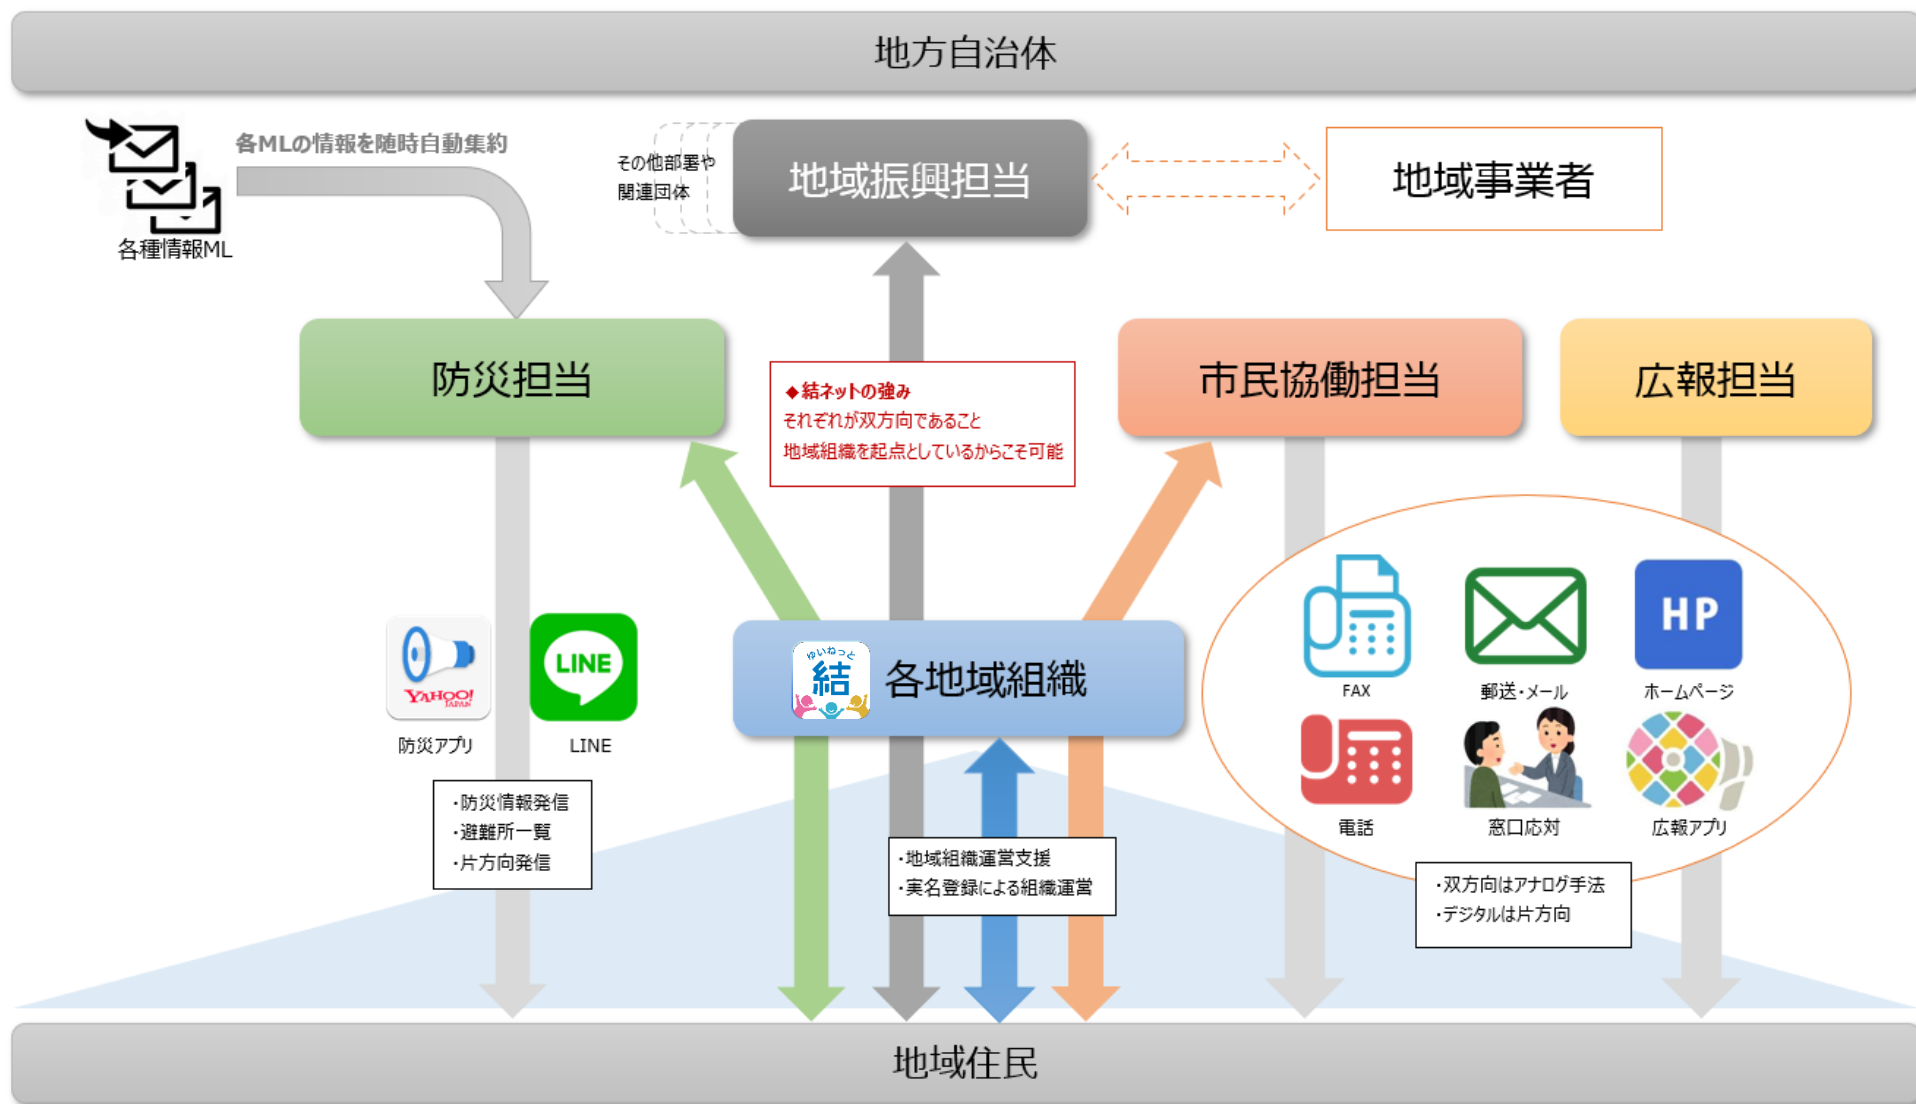 地方自治体
各MLの情報を随時自動集約
各種情報ML
その他部署や
関連団体
地域振興担当
地域事業者
防災担当
◆結ネットの強み
それぞれが双方向であること
地域組織を起点としているからこそ可能
市民協働担当
広報担当
YAHOO!
JAPAN
防災アプリ
LINE
LINE
・防災情報発信
・避難所一覧
・片方向発信
ゆいねっと
結
各地域組織
・地域組織運営支援
・実名登録による組織運営
FAX
郵送・メール
HP
ホームページ
電話
窓口応対
広報アプリ
・双方向はアナログ手法
・デジタルは片方向
地域住民